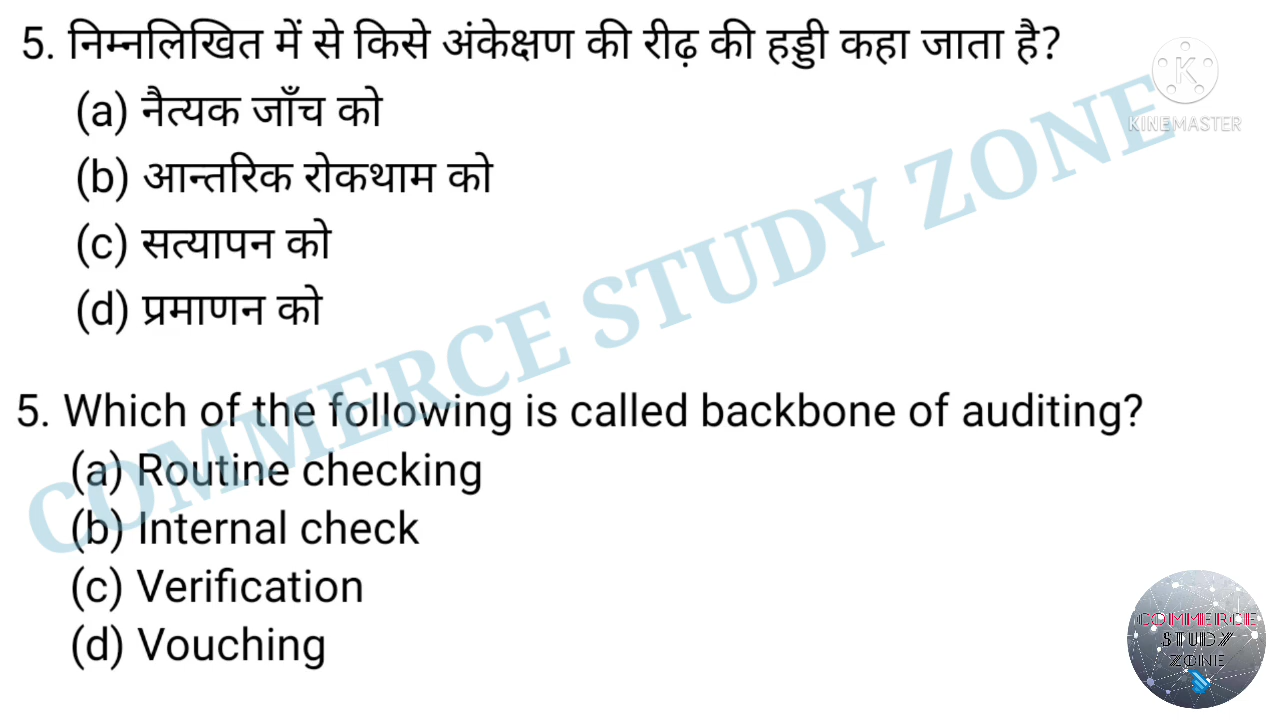 5. निम्नलिखित में से किसे अंकेक्षण की रीढ़ की हड्डी कहा जाता है?
(a) नैत्यक जाँच को
(b) आन्तरिक रोकथाम को
(c) सत्यापन को
(d) प्रमाणन को
K
KINEMASTER
COMMERCE STUDY ZONE
5. Which of the following is called backbone of auditing?
(a) Routine checking
(b) Internal check
(c) Verification
(d) Vouching
COMMERCE
STUDY
ZONE